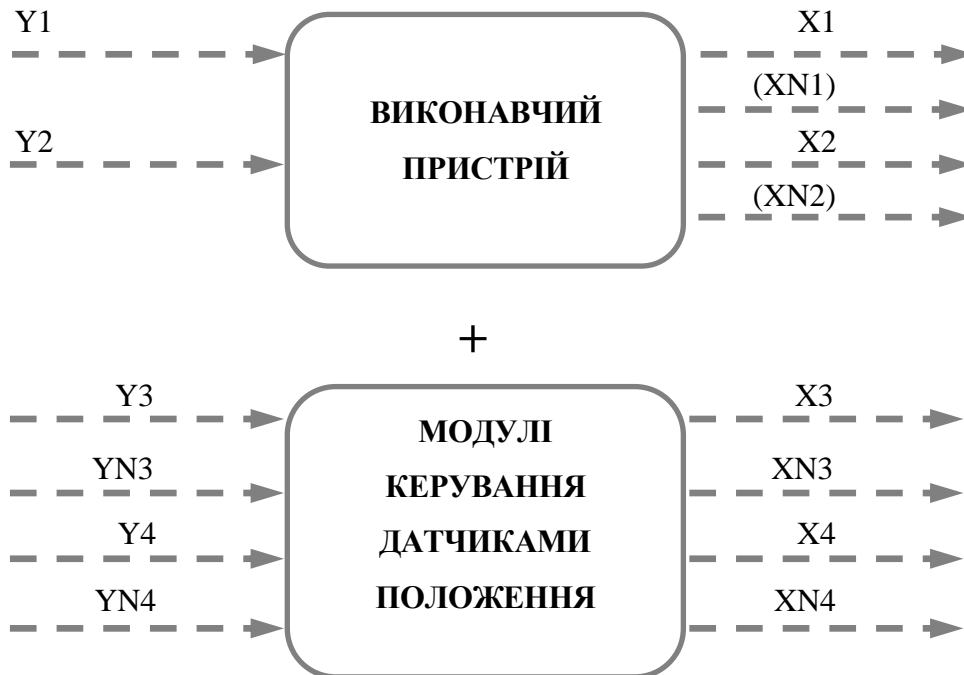 Y1
X1
(XN1)
ВИКОНАВЧИЙ
Y2
X2
ПРИСТРІЙ
(XN2)
+
Y3
X3
МОДУЛІ
YN3
XN3
КЕРУВАННЯ
Y4
X4
ДАТЧИКАМИ
YN4
XN4
ПОЛОЖЕННЯ